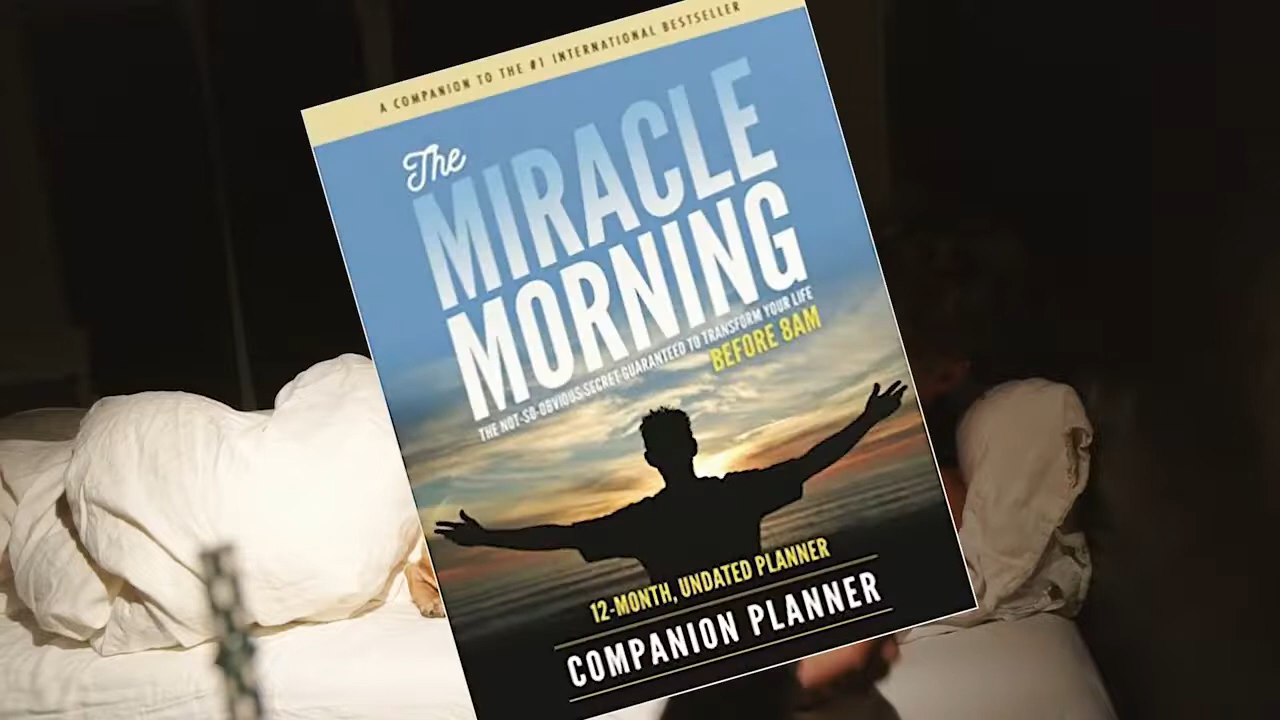 A COMPANION TO THE #1 INTERNATIONAL BESTSELLER
The
MIRACLE
MORNING
THE NOT-SO-OBVIOUS SECRET GUARANTEED TO TRANSFORM YOUR LIFE
BEFORE 8AM
12-MONTH, UNDATED PLANNER
COMPANION PLANNER